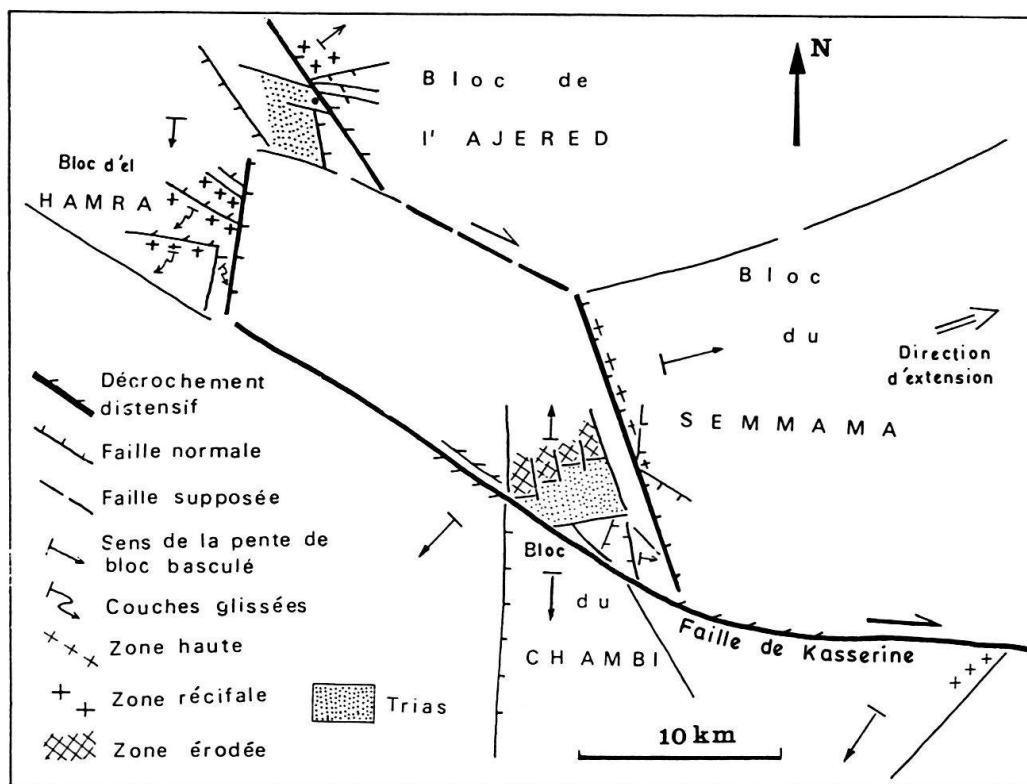 N
Bloc de
l' AJERED
Bloc d'el
HAMRA
Bloc
du
SEMMAMA
Direction
d'extension
Bloc
du
CHAMBI
Faille de Kasserine
Décrochement
distensif
Faille normale
Faille supposée
Sens de la pente de
bloc basculé
Couches glissées
Zone haute
Zone récifale
Zone érodée
Trias
10 km